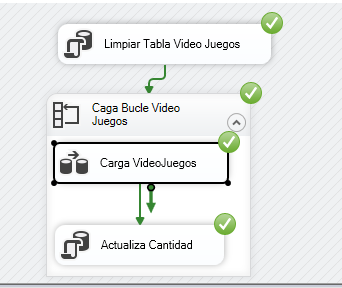 Limpiar Tabla Video Juegos
Caga Bucle Video
Juegos
Carga VideoJuegos
Actualiza Cantidad